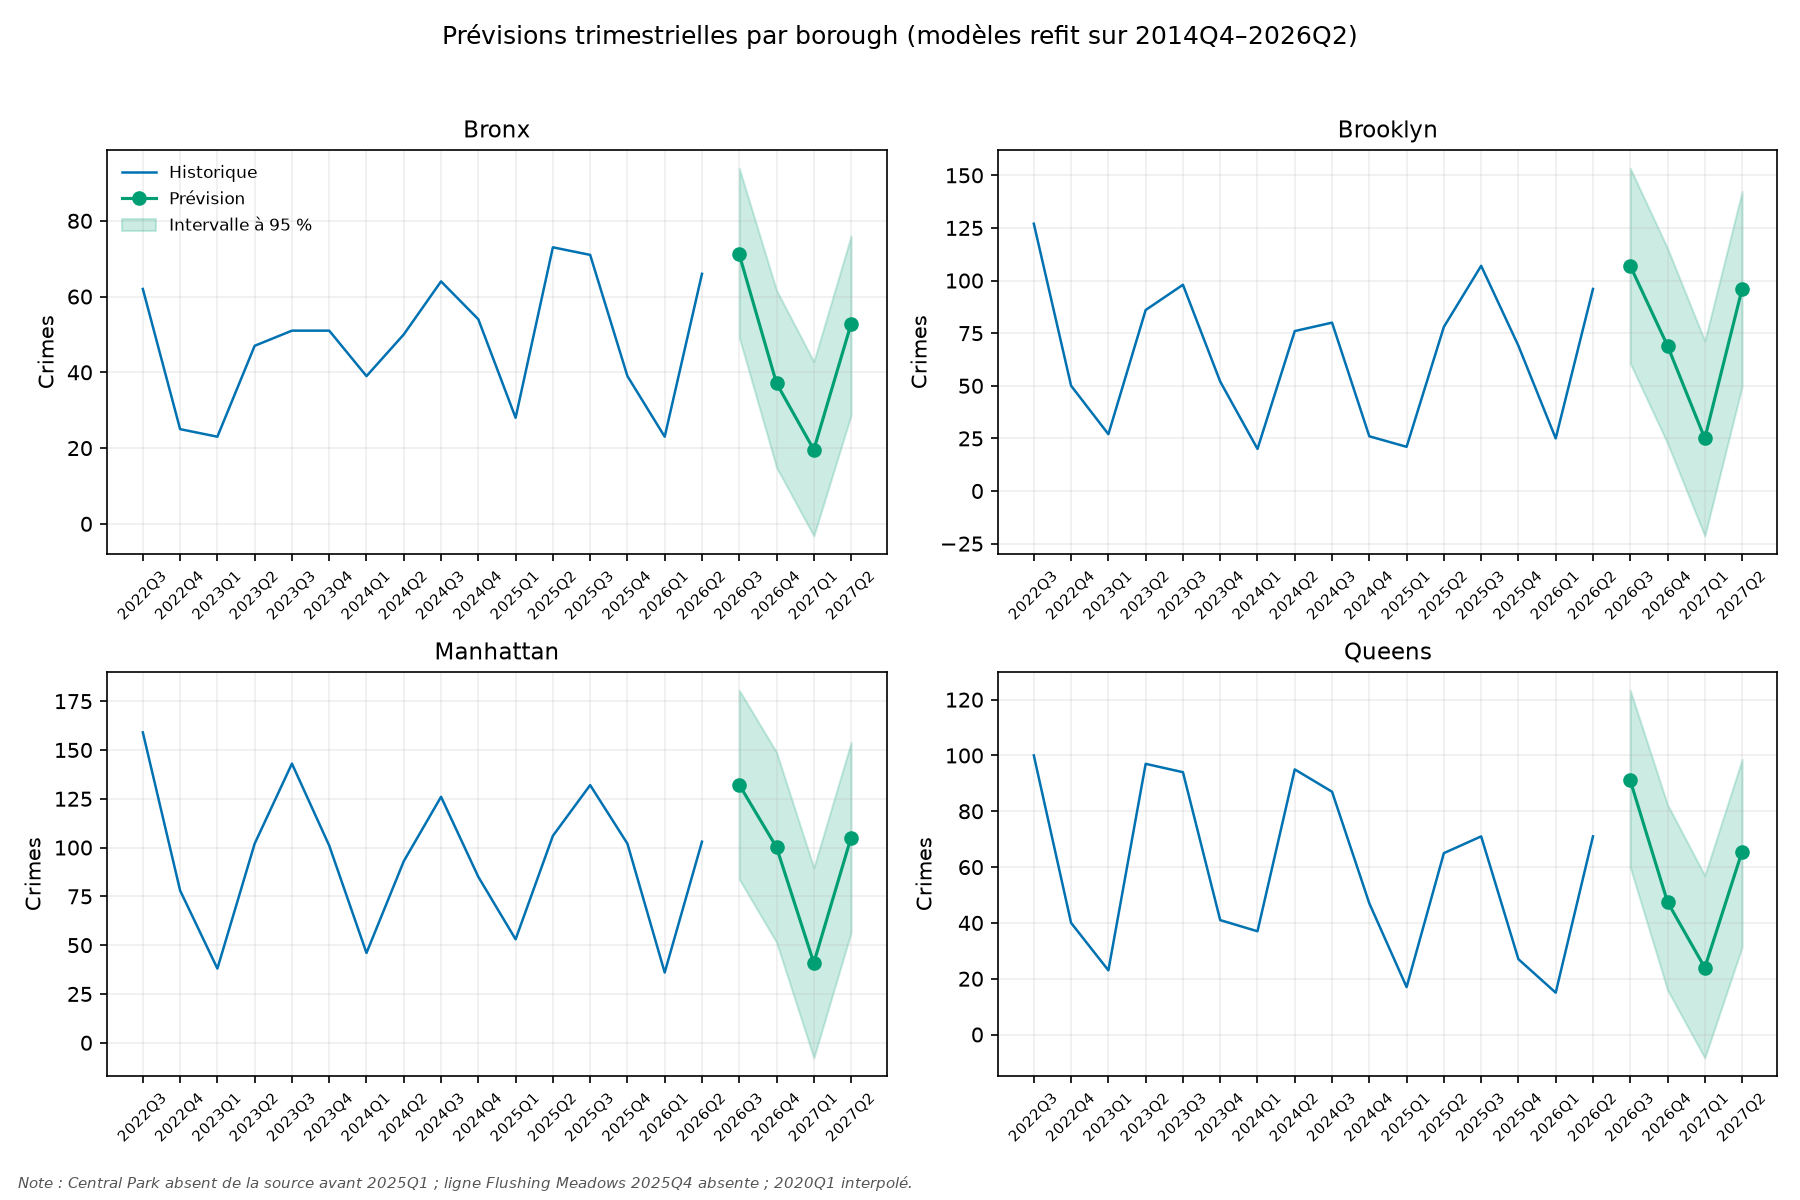 Prévisions trimestrielles par borough (modèles refit sur 2014Q4–2026Q2)
Bronx
Historique
Prévision
Intervalle à 95 %
Crimes
80
60
40
20
0
2022Q3 2022Q4 2023Q1 2023Q2 2023Q3 2023Q4 2024Q1 2024Q2 2024Q3 2024Q4 2025Q1 2025Q2 2025Q3 2025Q4 2026Q1 2026Q2 2026Q3 2026Q4 2027Q1 2027Q2
Brooklyn
Crimes
150
125
100
75
50
25
0
−25
2022Q3 2022Q4 2023Q1 2023Q2 2023Q3 2023Q4 2024Q1 2024Q2 2024Q3 2024Q4 2025Q1 2025Q2 2025Q3 2025Q4 2026Q1 2026Q2 2026Q3 2026Q4 2027Q1 2027Q2
Manhattan
Crimes
175
150
125
100
75
50
25
0
2022Q3 2022Q4 2023Q1 2023Q2 2023Q3 2023Q4 2024Q1 2024Q2 2024Q3 2024Q4 2025Q1 2025Q2 2025Q3 2025Q4 2026Q1 2026Q2 2026Q3 2026Q4 2027Q1 2027Q2
Queens
Crimes
120
100
80
60
40
20
0
2022Q3 2022Q4 2023Q1 2023Q2 2023Q3 2023Q4 2024Q1 2024Q2 2024Q3 2024Q4 2025Q1 2025Q2 2025Q3 2025Q4 2026Q1 2026Q2 2026Q3 2026Q4 2027Q1 2027Q2
Note : Central Park absent de la source avant 2025Q1 ; ligne Flushing Meadows 2025Q4 absente ; 2020Q1 interpolé.